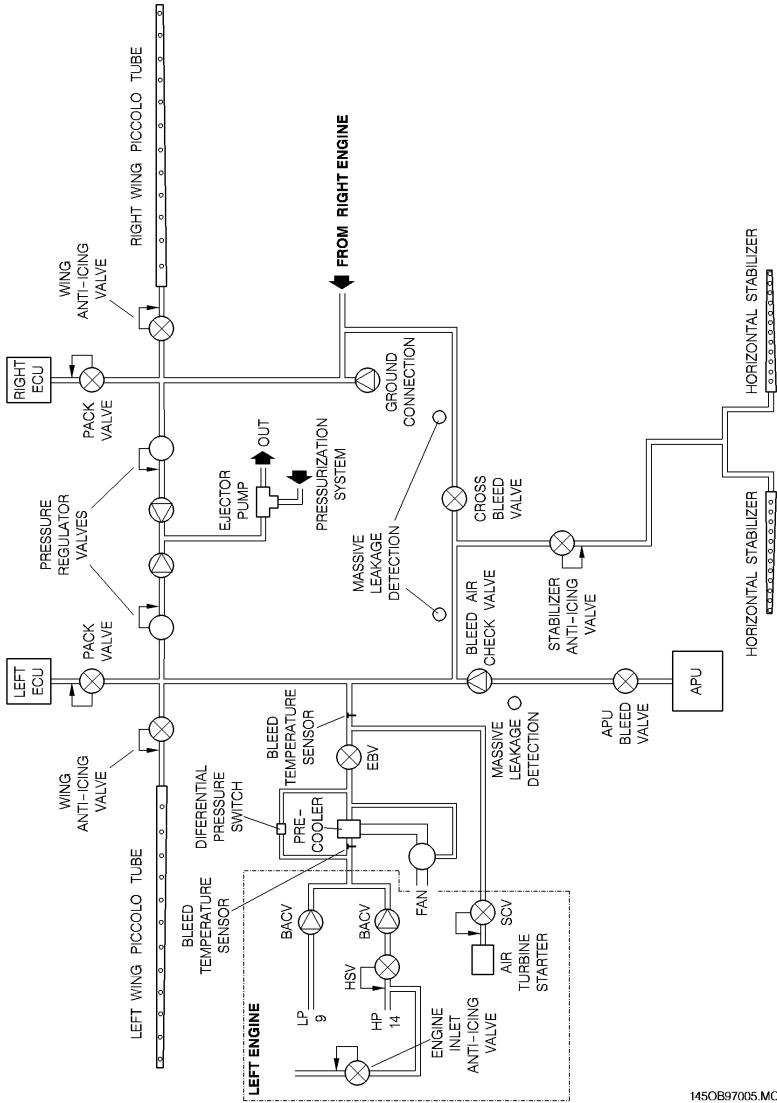 LEFT WING PICCOLO TUBE
WING
ANTI-ICING
VALVE
LEFT
ECU
PACK
VALVE
PRESSURE
REGULATOR
VALVES
RIGHT
ECU
PACK
VALVE
WING
ANTI-ICING
VALVE
RIGHT WING PICCOLO TUBE
EJECTOR
PUMP
OUT
PRESSURIZATION
SYSTEM
FROM RIGHT ENGINE
GROUND
CONNECTION
MASSIVE
LEAKAGE
DETECTION
DIFERENTIAL
PRESSURE
SWITCH
BLEED
TEMPERATURE
SENSOR
PRE-
COOLER
EBV
BLEED
TEMPERATURE
SENSOR
FAN
LEFT ENGINE
LP
9
BACV
HP
14
HSV
BACV
ENGINE
INLET
ANTI-ICING
VALVE
AIR
TURBINE
STARTER
SCV
BLEED AIR
CHECK VALVE
MASSIVE
LEAKAGE
DETECTION
CROSS
BLEED
VALVE
STABILIZER
ANTI-ICING
VALVE
APU
BLEED
VALVE
APU
HORIZONTAL STABILIZER
HORIZONTAL STABILIZER
145OB97005.MC